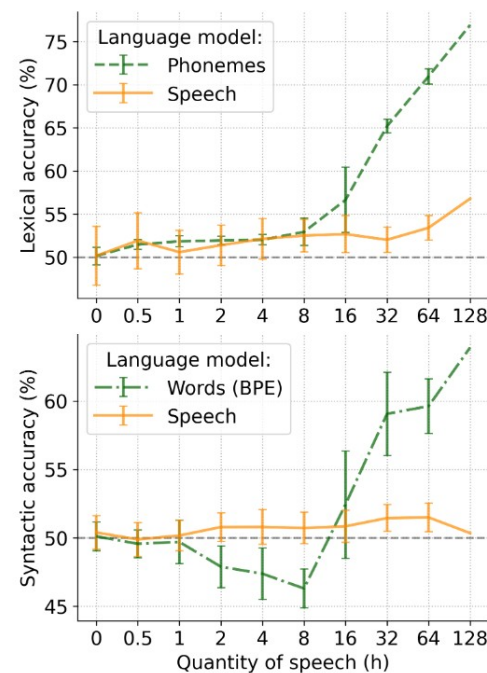 Language model:
Phonemes
Speech
Lexical accuracy (%)
75
70
65
60
55
50
0 0.5 1 2 4 8 16 32 64 128
Language model:
Words (BPE)
Speech
Syntactic accuracy (%)
60
55
50
45
0 0.5 1 2 4 8 16 32 64 128
Quantity of speech (h)